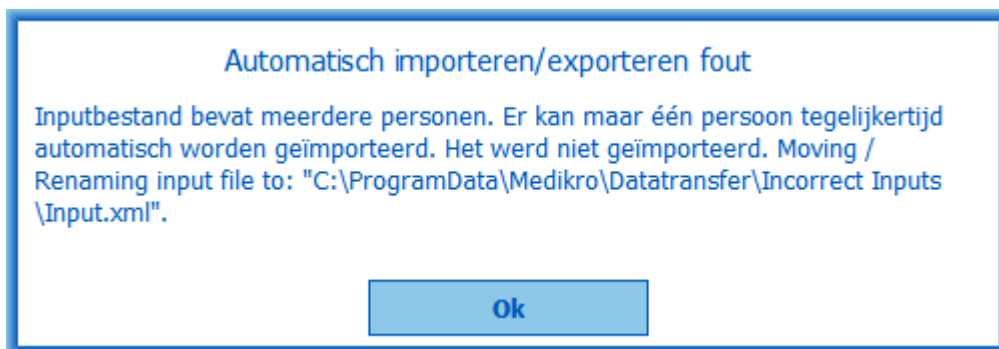 Automatisch importeren/exporteren fout
Inputbestand bevat meerdere personen. Er kan maar één persoon tegelijkertijd
automatisch worden geïmporteerd. Het werd niet geïmporteerd. Moving /
Renaming input file to: "C:\ProgramData\Medikro\Datatransfer\Incorrect Inputs
\Input.xml".
Ok